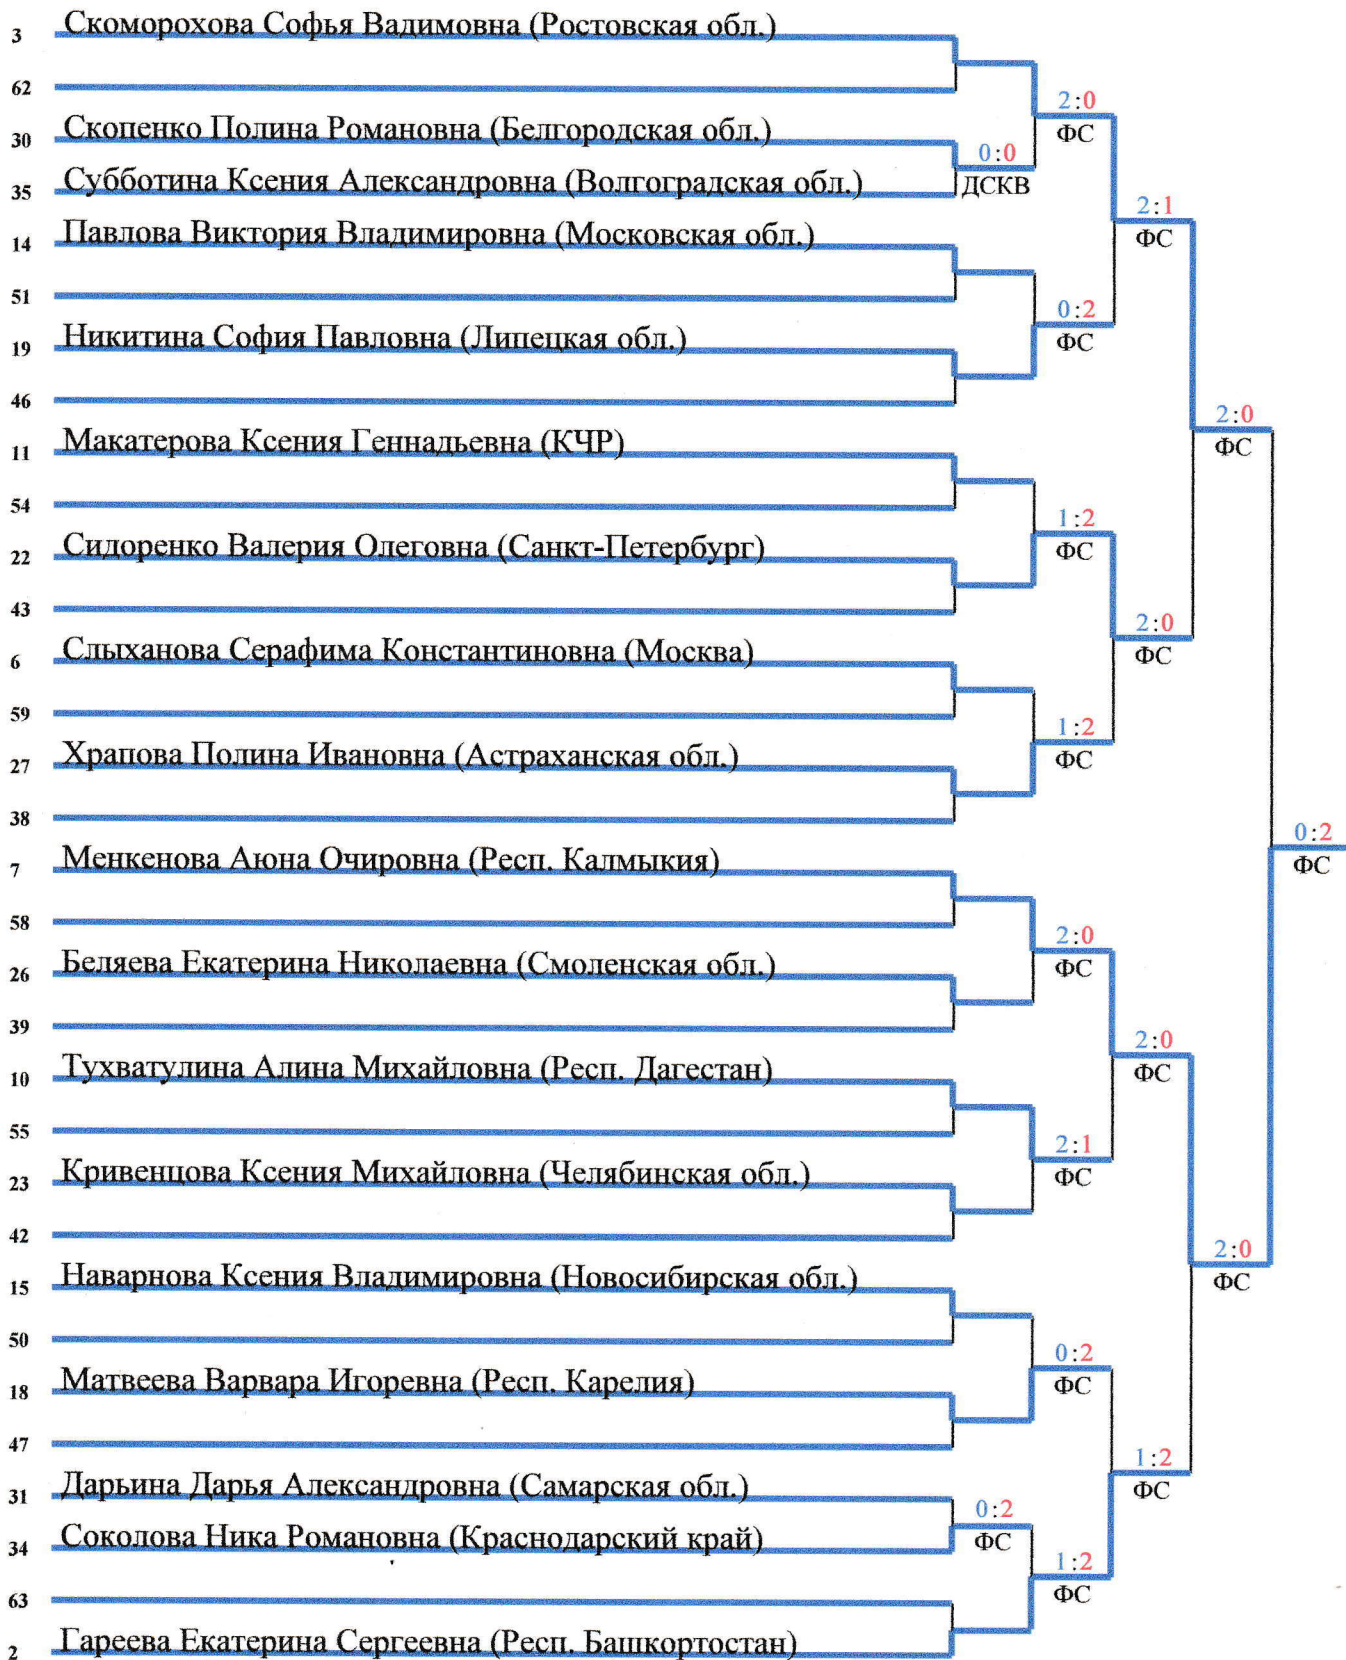 3 Скоморохова Софья Вадимовна (Ростовская обл.)
62
2:0
30 Скопенко Полина Романовна (Белгородская обл.)
ФС
0:0
35 Субботина Ксения Александровна (Волгоградская обл.)
ДСКВ
2:1
14 Павлова Виктория Владимировна (Московская обл.)
ФС
51
0:2
19 Никитина София Павловна (Липецкая обл.)
ФС
46
2:0
11 Макатерова Ксения Геннадьевна (КЧР)
ФС
54
1:2
22 Сидоренко Валерия Олеговна (Санкт-Петербург)
ФС
43
2:0
6 Слыханова Серафима Константиновна (Москва)
ФС
59
1:2
27 Храпова Полина Ивановна (Астраханская обл.)
ФС
38
0:2
ФС
7 Менкенова Аюна Очировна (Респ. Калмыкия)
58
2:0
26 Беляева Екатерина Николаевна (Смоленская обл.)
ФС
39
2:0
10 Тухватулина Алина Михайловна (Респ. Дагестан)
ФС
55
2:1
23 Кривенцова Ксения Михайловна (Челябинская обл.)
ФС
42
2:0
15 Наварнова Ксения Владимировна (Новосибирская обл.)
ФС
50
0:2
18 Матвеева Варвара Игоревна (Респ. Карелия)
ФС
47
1:2
31 Дарьина Дарья Александровна (Самарская обл.)
ФС
0:2
34 Соколова Ника Романовна (Краснодарский край)
ФС
1:2
63
ФС
2 Гареева Екатерина Сергеевна (Респ. Башкортостан)